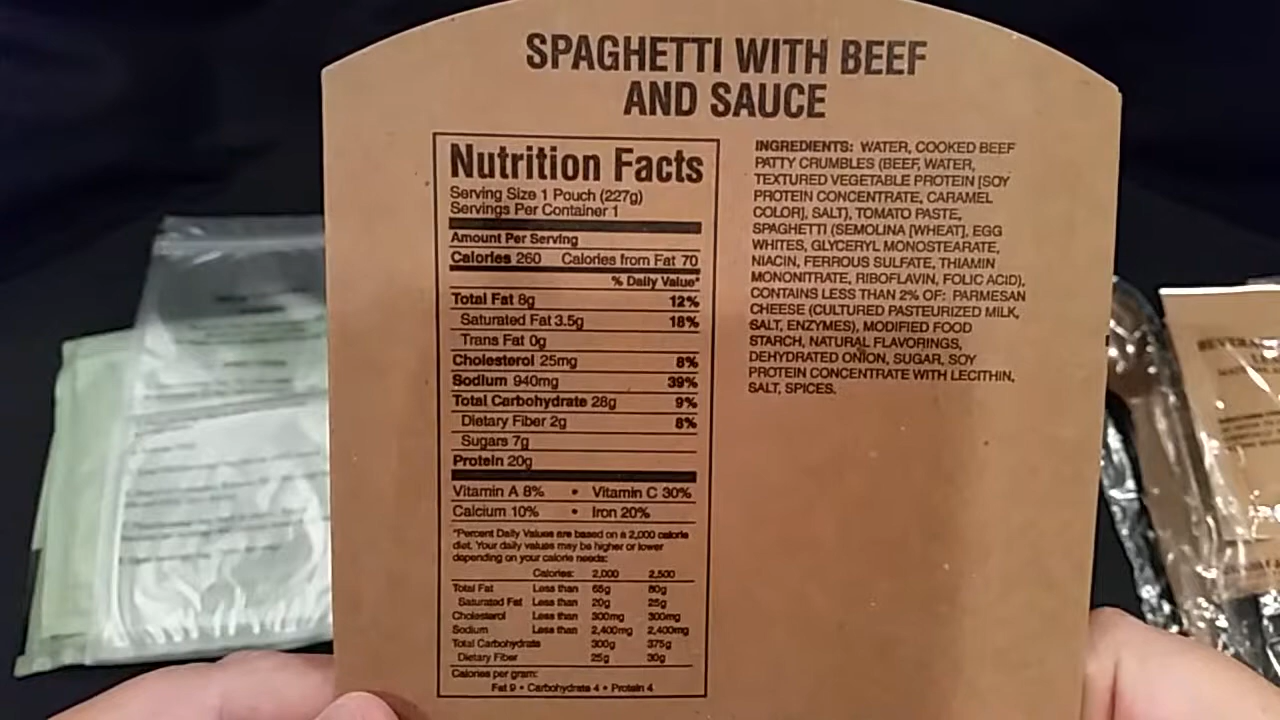 SPAGHETTI WITH BEEF
AND SAUCE
Nutrition Facts
Serving Size 1 Pouch (227g)
Servings Per Container 1
Amount Per Serving
Calories 260 Calories from Fat 70
% Daily Value*
Total Fat 8g 12%
Saturated Fat 3.5g 18%
Trans Fat 0g
Cholesterol 25mg 8%
Sodium 940mg 39%
Total Carbohydrate 28g 9%
Dietary Fiber 2g 8%
Sugars 7g
Protein 20g
Vitamin A 8% • Vitamin C 30%
Calcium 10% • Iron 20%
*Percent Daily Values are based on a 2,000 calorie
diet. Your daily values may be higher or lower
depending on your calorie needs:
Calories: 2,000 2,500
Total Fat Less than 65g 80g
Saturated Fat Less than 20g 25g
Cholesterol Less than 300mg 300mg
Sodium Less than 2,400mg 2,400mg
Total Carbohydrate 300g 375g
Dietary Fiber 25g 30g
Calories per gram:
Fat 9 • Carbohydrate 4 • Protein 4
INGREDIENTS: WATER, COOKED BEEF
PATTY CRUMBLES (BEEF, WATER,
TEXTURED VEGETABLE PROTEIN [SOY
PROTEIN CONCENTRATE, CARAMEL
COLOR], SALT), TOMATO PASTE,
SPAGHETTI (SEMOLINA [WHEAT], EGG
WHITES, GLYCERYL MONOSTEARATE,
NIACIN, FERROUS SULFATE, THIAMIN
MONONITRATE, RIBOFLAVIN, FOLIC ACID),
CONTAINS LESS THAN 2% OF: PARMESAN
CHEESE (CULTURED PASTEURIZED MILK,
SALT, ENZYMES), MODIFIED FOOD
STARCH, NATURAL FLAVORINGS,
DEHYDRATED ONION, SUGAR, SOY
PROTEIN CONCENTRATE WITH LECITHIN,
SALT, SPICES.